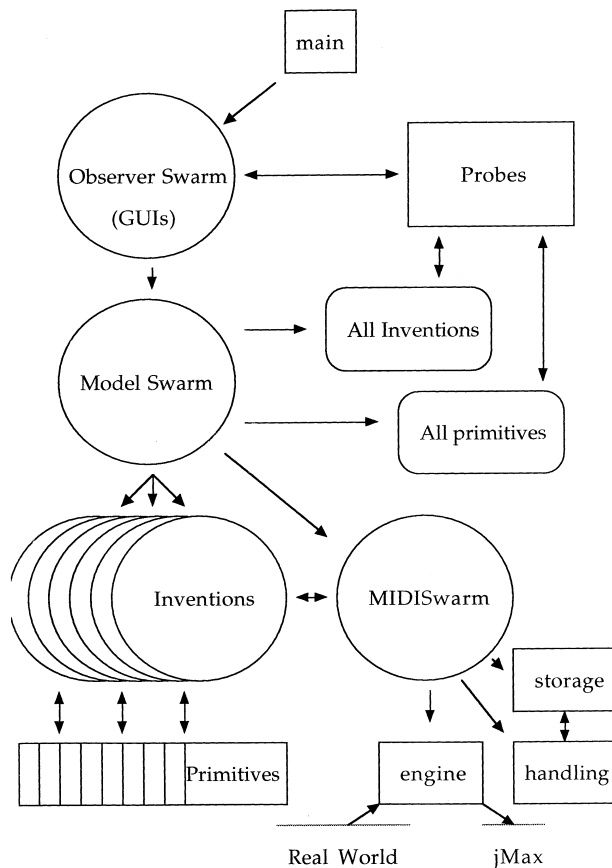 main
Observer Swarm
(GUIs)
Probes
All Inventions
Model Swarm
All primitives
Inventions
MIDISwarm
storage
Primitives
engine
handling
Real World
jMax